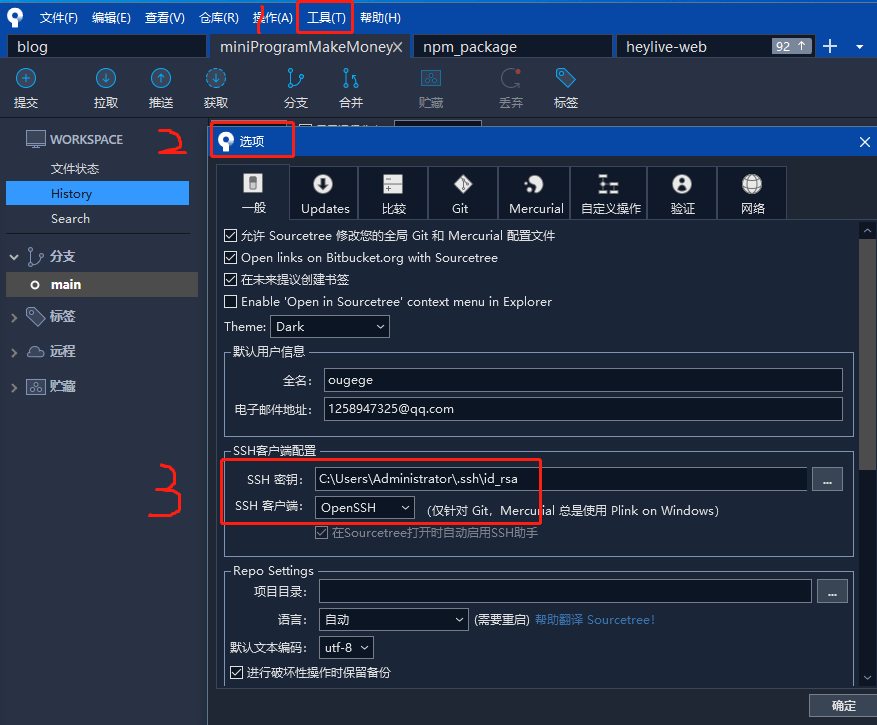 文件(F) 编辑(E) 查看(V) 仓库(R) 操作(A) 工具(T) 帮助(H)
1
blog miniProgramMakeMoney npm_package heylive-web 92
提交 拉取 推送 获取 分支 合并 贮藏 丢弃 标签
WORKSPACE
2
文件状态
History
Search
分支
main
标签
远程
贮藏
选项
一般 Updates 比较 Git Mercurial 自定义操作 验证 网络
允许 Sourcetree 修改您的全局 Git 和 Mercurial 配置文件
Open links on Bitbucket.org with Sourcetree
在未来提议创建书签
Enable 'Open in Sourcetree' context menu in Explorer
Theme: Dark
默认用户信息
全名: ougege
电子邮件地址: 1258947325@qq.com
SSH客户端配置
3
SSH 密钥: C:\Users\Administrator\.ssh\id_rsa ...
SSH 客户端: OpenSSH (仅针对 Git, Mercurial 总是使用 Plink on Windows)
在Sourcetree打开时自动启用SSH助手
Repo Settings
项目目录: ...
语言: 自动 (需要重启) 帮助翻译 Sourcetree!
默认文本编码: utf-8
进行破坏性操作时保留备份
确定